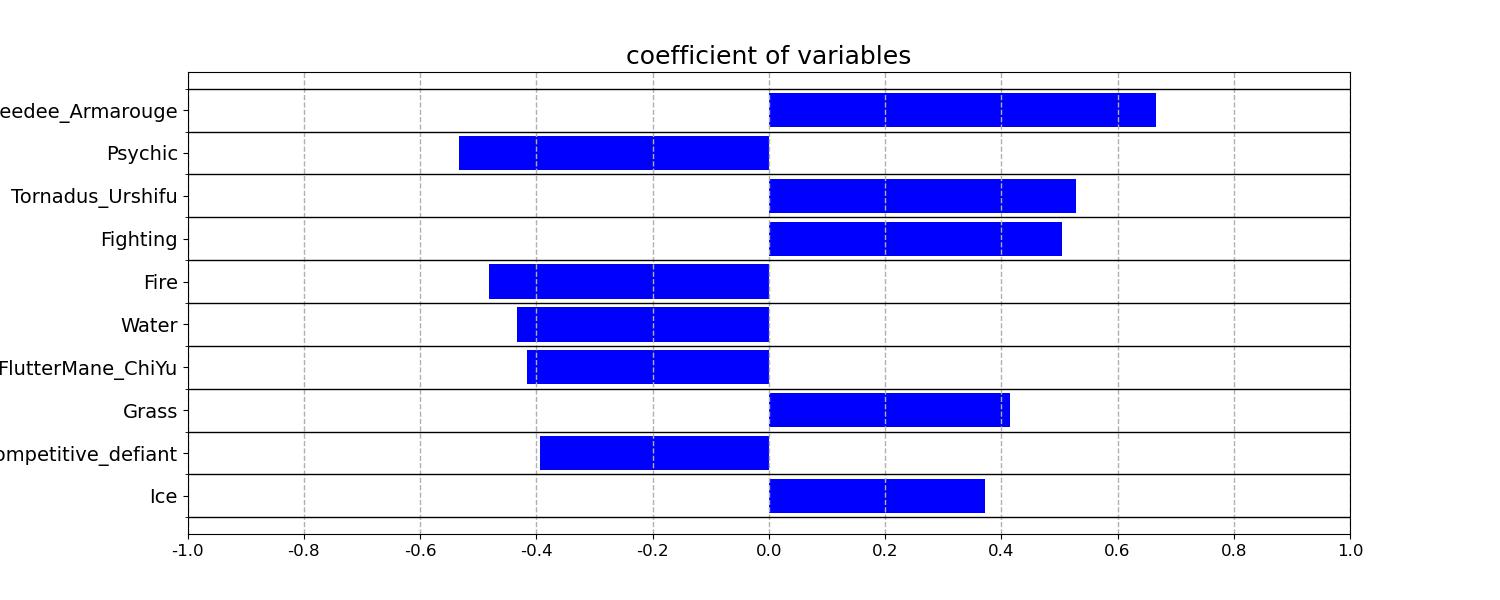 coefficient of variables
eedee_Armarouge
Psychic
Tornadus_Urshifu
Fighting
Fire
Water
FlutterMane_ChiYu
Grass
ompetitive_defiant
Ice
-1.0 -0.8 -0.6 -0.4 -0.2 0.0 0.2 0.4 0.6 0.8 1.0